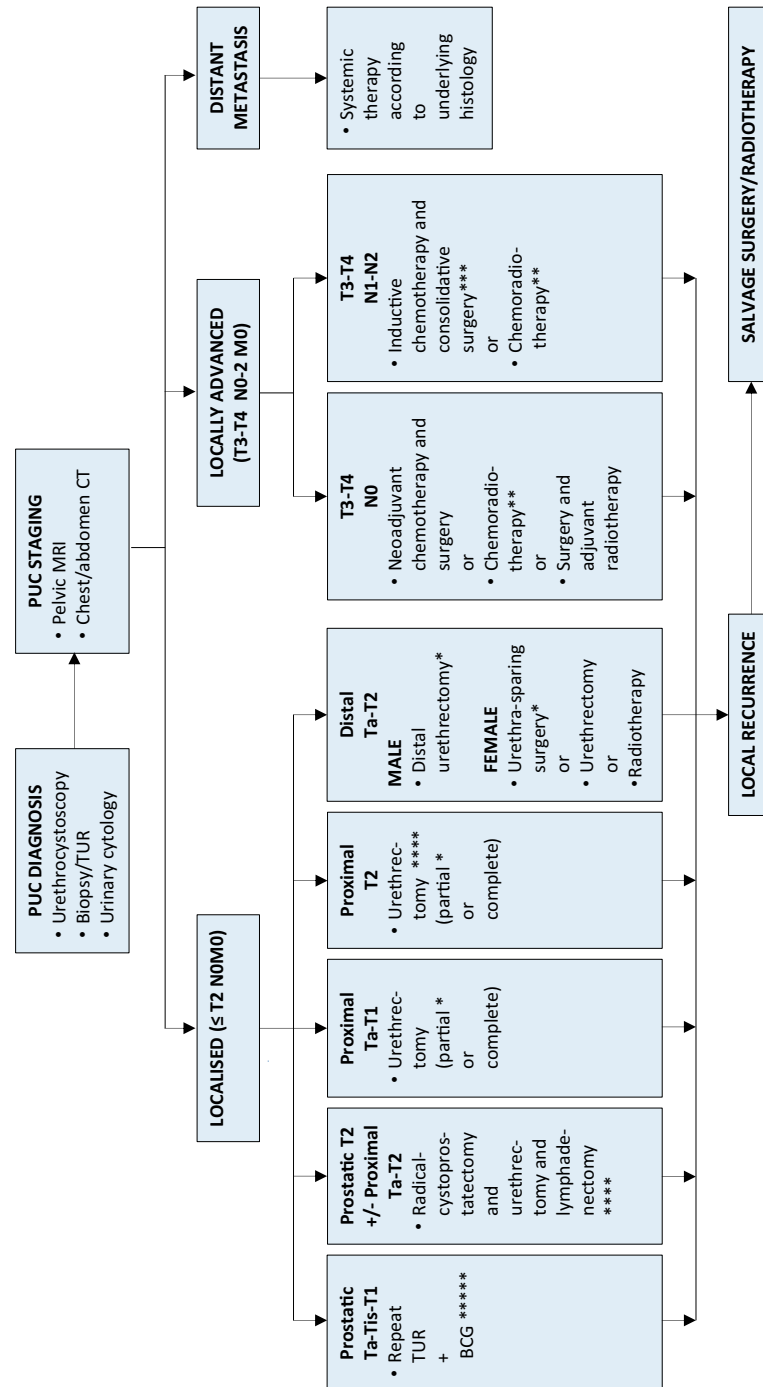 PUC DIAGNOSIS
• Urethrocystoscopy
• Biopsy/TUR
• Urinary cytology
PUC STAGING
• Pelvic MRI
• Chest/abdomen CT
LOCALISED (≤ T2 N0M0)
LOCALLY ADVANCED
(T3-T4 N0-2 M0)
DISTANT
METASTASIS
Prostatic
Ta-Tis-T1
• Repeat
TUR
+
BCG *****
Prostatic T2
+/- Proximal
Ta-T2
• Radical-
cystopros-
tatectomy
and
urethrec-
tomy and
lymphade-
nectomy
****
Proximal
Ta-T1
• Urethrec-
tomy
(partial *
or
complete)
Proximal
T2
• Urethrec-
tomy ****
(partial *
or
complete)
Distal
Ta-T2
MALE
• Distal
urethrectomy*
FEMALE
• Urethra-sparing
surgery*
or
• Urethrectomy
or
• Radiotherapy
T3-T4
N0
• Neoadjuvant
chemotherapy and
surgery
or
• Chemoradio-
therapy**
or
• Surgery and
adjuvant
radiotherapy
T3-T4
N1-N2
• Inductive
chemotherapy and
consolidative
surgery***
or
• Chemoradio-
therapy**
• Systemic
therapy
according
to
underlying
histology
LOCAL RECURRENCE
SALVAGE SURGERY/RADIOTHERAPY